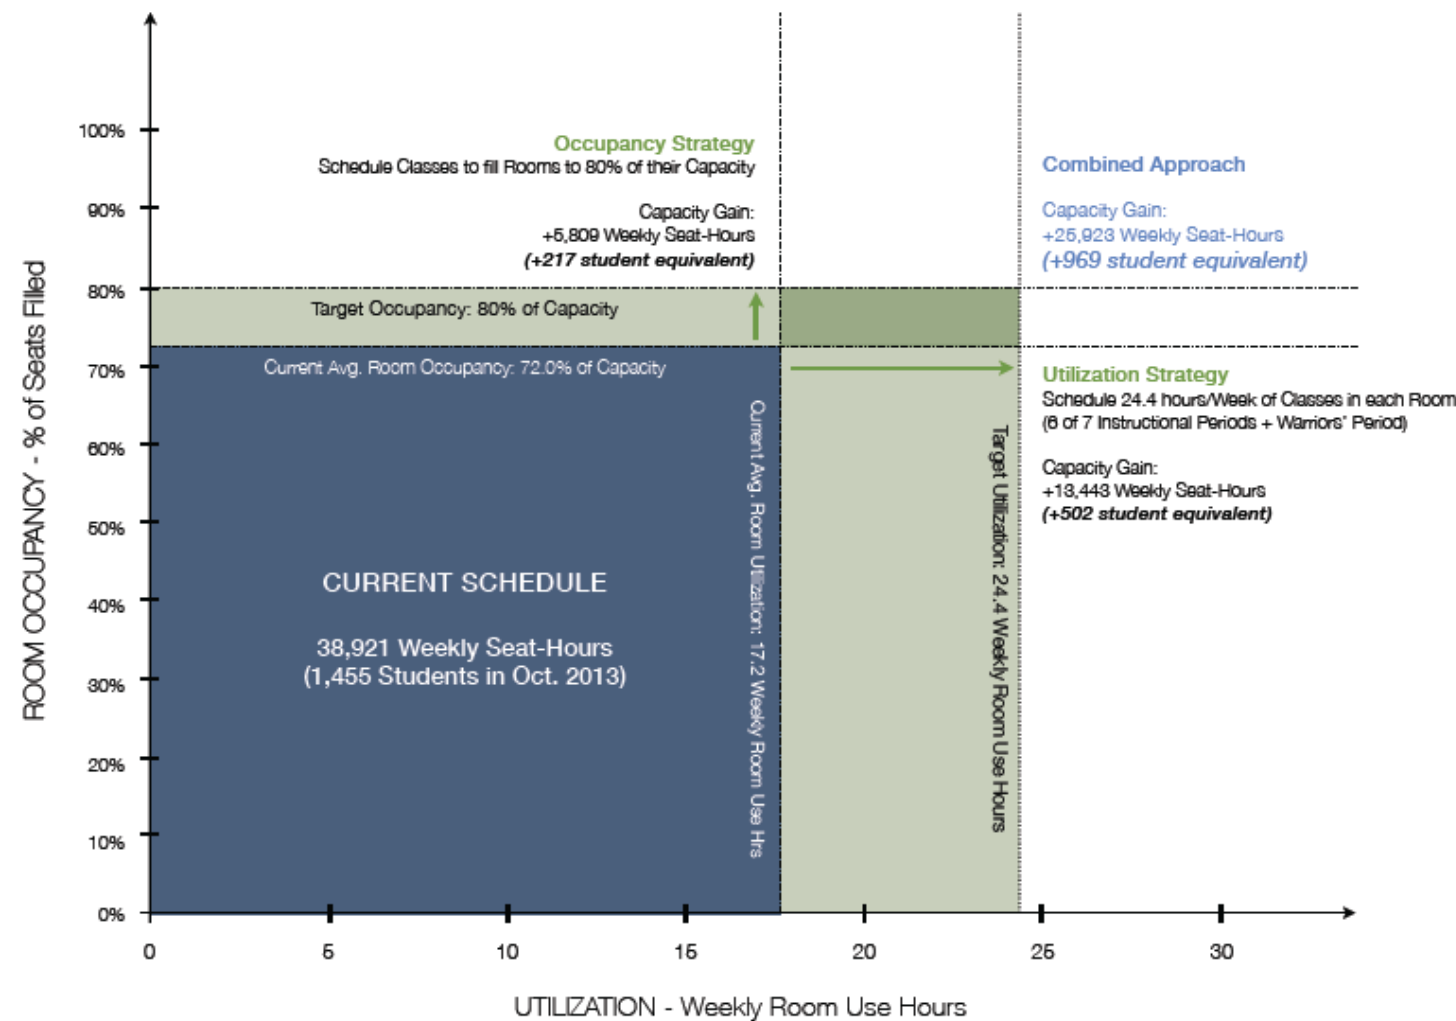 100%
90%
80%
70%
60%
50%
40%
30%
20%
10%
0%
ROOM OCCUPANCY - % of Seats Filled
Occupancy Strategy
Schedule Classes to fill Rooms to 80% of their Capacity
Capacity Gain:
+5,809 Weekly Seat-Hours
(+217 student equivalent)
Combined Approach
Capacity Gain:
+25,923 Weekly Seat-Hours
(+969 student equivalent)
Target Occupancy: 80% of Capacity
Current Avg. Room Occupancy: 72.0% of Capacity
Utilization Strategy
Schedule 24.4 hours/Week of Classes in each Room
(6 of 7 Instructional Periods + Warriors' Period)
Capacity Gain:
+13,443 Weekly Seat-Hours
(+502 student equivalent)
Current Avg. Room Utilization: 17.2 Weekly Room Use Hrs
Target Utilization: 24.4 Weekly Room Use Hours
CURRENT SCHEDULE
38,921 Weekly Seat-Hours
(1,455 Students in Oct. 2013)
0
5
10
15
20
25
30
UTILIZATION - Weekly Room Use Hours